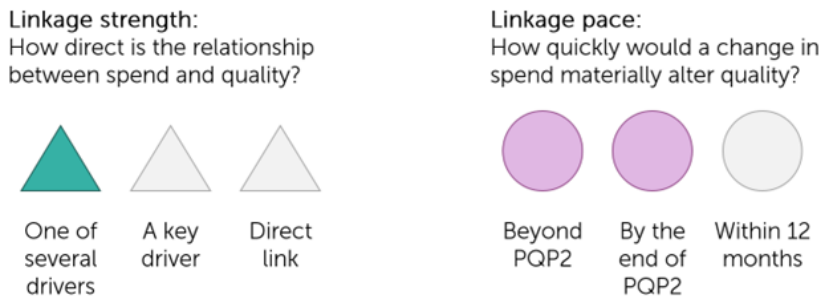 Linkage strength:
How direct is the relationship
between spend and quality?
One of
several
drivers
A key
driver
Direct
link
Linkage pace:
How quickly would a change in
spend materially alter quality?
Beyond
PQP2
By the
end of
PQP2
Within 12
months